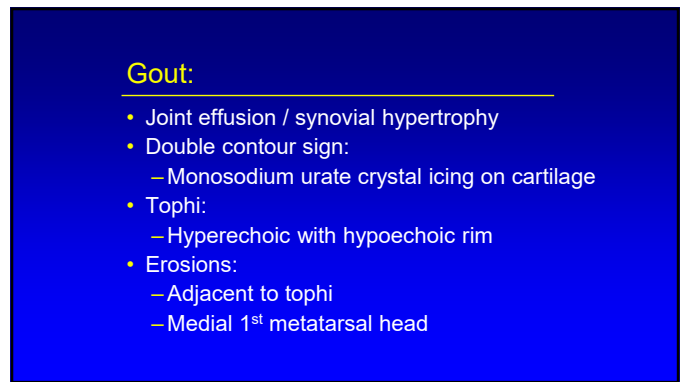 Gout:
• Joint effusion / synovial hypertrophy
• Double contour sign:
–Monosodium urate crystal icing on cartilage
• Tophi:
–Hyperechoic with hypoechoic rim
• Erosions:
–Adjacent to tophi
–Medial 1st metatarsal head